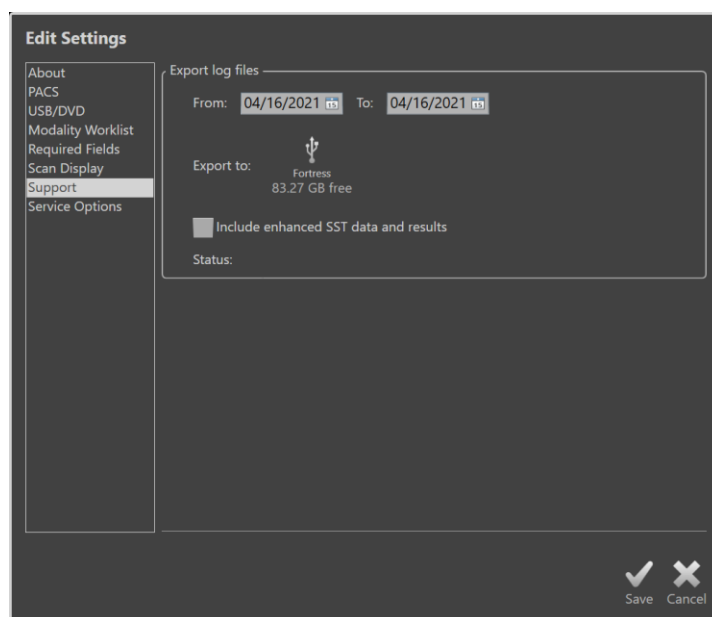 Edit Settings
About
PACS
USB/DVD
Modality Worklist
Required Fields
Scan Display
Support
Service Options
Export log files
From: 04/16/2021 15 To: 04/16/2021 15
Export to:
Fortress
83.27 GB free
Include enhanced SST data and results
Status:
Save Cancel